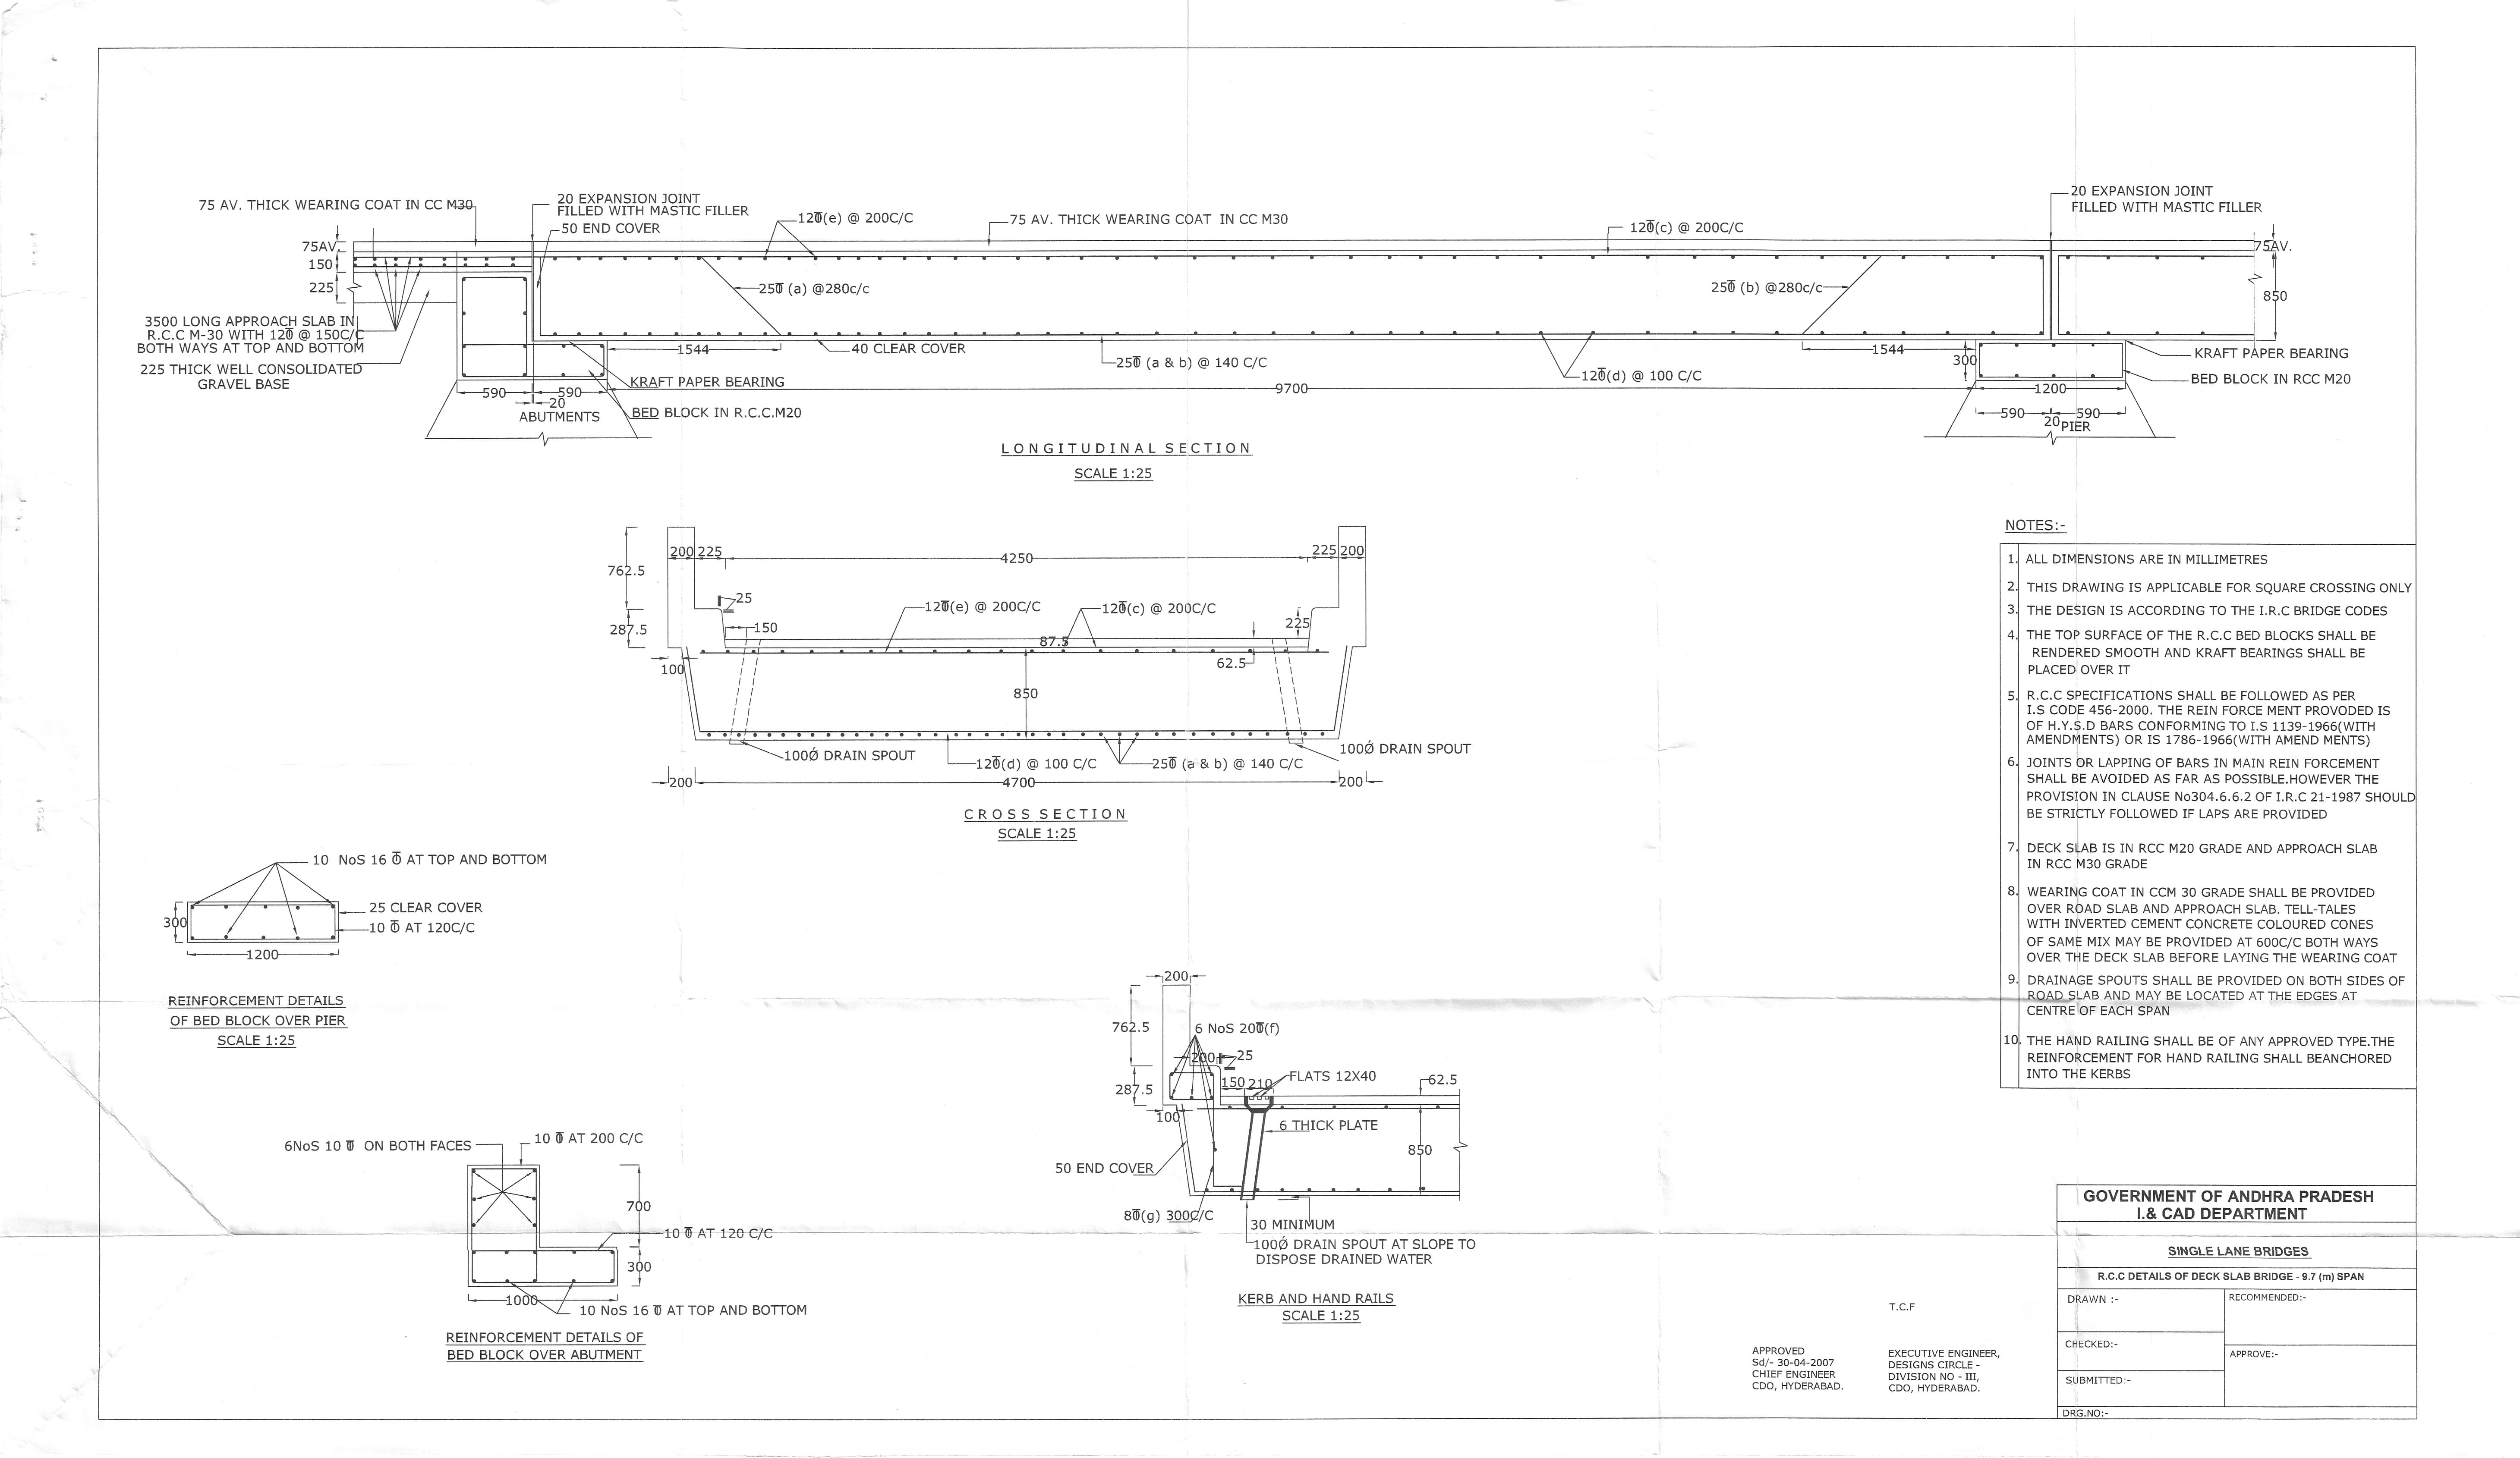 75 AV. THICK WEARING COAT IN CC M30
20 EXPANSION JOINT
FILLED WITH MASTIC FILLER
50 END COVER
12Ō(e) @ 200C/C
75 AV. THICK WEARING COAT IN CC M30
12Ō(c) @ 200C/C
20 EXPANSION JOINT
FILLED WITH MASTIC FILLER
75AV.
150
225
25Ō (a) @280c/c
25Ō (b) @280c/c
75AV.
850
3500 LONG APPROACH SLAB IN
R.C.C M-30 WITH 12Ō @ 150C/C
BOTH WAYS AT TOP AND BOTTOM
225 THICK WELL CONSOLIDATED
GRAVEL BASE
1544
40 CLEAR COVER
25Ō (a & b) @ 140 C/C
12Ō(d) @ 100 C/C
1544
300
KRAFT PAPER BEARING
BED BLOCK IN RCC M20
KRAFT PAPER BEARING
BED BLOCK IN R.C.C.M20
590
590
20
ABUTMENTS
9700
1200
590
590
20
PIER
LONGITUDINAL SECTION
SCALE 1:25
200
225
4250
225
200
762.5
25
287.5
150
12Ō(e) @ 200C/C
12Ō(c) @ 200C/C
225
87.5
62.5
100
850
100Ø DRAIN SPOUT
12Ō(d) @ 100 C/C
25Ō (a & b) @ 140 C/C
100Ø DRAIN SPOUT
200
4700
200
CROSS SECTION
SCALE 1:25
10 NoS 16 Ō AT TOP AND BOTTOM
25 CLEAR COVER
10 Ō AT 120C/C
300
1200
REINFORCEMENT DETAILS
OF BED BLOCK OVER PIER
SCALE 1:25
6NoS 10 Ō ON BOTH FACES
10 Ō AT 200 C/C
700
10 Ō AT 120 C/C
300
1000
10 NoS 16 Ō AT TOP AND BOTTOM
REINFORCEMENT DETAILS OF
BED BLOCK OVER ABUTMENT
200
762.5
6 NoS 20Ō(f)
200
25
287.5
150
210
FLATS 12X40
62.5
100
6 THICK PLATE
850
50 END COVER
8Ō(g) 300C/C
30 MINIMUM
100Ø DRAIN SPOUT AT SLOPE TO
DISPOSE DRAINED WATER
KERB AND HAND RAILS
SCALE 1:25
NOTES:-
1. ALL DIMENSIONS ARE IN MILLIMETRES
2. THIS DRAWING IS APPLICABLE FOR SQUARE CROSSING ONLY
3. THE DESIGN IS ACCORDING TO THE I.R.C BRIDGE CODES
4. THE TOP SURFACE OF THE R.C.C BED BLOCKS SHALL BE
RENDERED SMOOTH AND KRAFT BEARINGS SHALL BE
PLACED OVER IT
5. R.C.C SPECIFICATIONS SHALL BE FOLLOWED AS PER
I.S CODE 456-2000. THE REIN FORCE MENT PROVODED IS
OF H.Y.S.D BARS CONFORMING TO I.S 1139-1966(WITH
AMENDMENTS) OR IS 1786-1966(WITH AMEND MENTS)
6. JOINTS OR LAPPING OF BARS IN MAIN REIN FORCEMENT
SHALL BE AVOIDED AS FAR AS POSSIBLE.HOWEVER THE
PROVISION IN CLAUSE No304.6.6.2 OF I.R.C 21-1987 SHOULD
BE STRICTLY FOLLOWED IF LAPS ARE PROVIDED
7. DECK SLAB IS IN RCC M20 GRADE AND APPROACH SLAB
IN RCC M30 GRADE
8. WEARING COAT IN CCM 30 GRADE SHALL BE PROVIDED
OVER ROAD SLAB AND APPROACH SLAB. TELL-TALES
WITH INVERTED CEMENT CONCRETE COLOURED CONES
OF SAME MIX MAY BE PROVIDED AT 600C/C BOTH WAYS
OVER THE DECK SLAB BEFORE LAYING THE WEARING COAT
9. DRAINAGE SPOUTS SHALL BE PROVIDED ON BOTH SIDES OF
ROAD SLAB AND MAY BE LOCATED AT THE EDGES AT
CENTRE OF EACH SPAN
10. THE HAND RAILING SHALL BE OF ANY APPROVED TYPE.THE
REINFORCEMENT FOR HAND RAILING SHALL BEANCHORED
INTO THE KERBS
T.C.F
APPROVED
Sd/- 30-04-2007
CHIEF ENGINEER
CDO, HYDERABAD.
EXECUTIVE ENGINEER,
DESIGNS CIRCLE -
DIVISION NO - III,
CDO, HYDERABAD.
GOVERNMENT OF ANDHRA PRADESH
I.& CAD DEPARTMENT
SINGLE LANE BRIDGES
R.C.C DETAILS OF DECK SLAB BRIDGE - 9.7 (m) SPAN
DRAWN :-
RECOMMENDED:-
CHECKED:-
APPROVE:-
SUBMITTED:-
DRG.NO:-